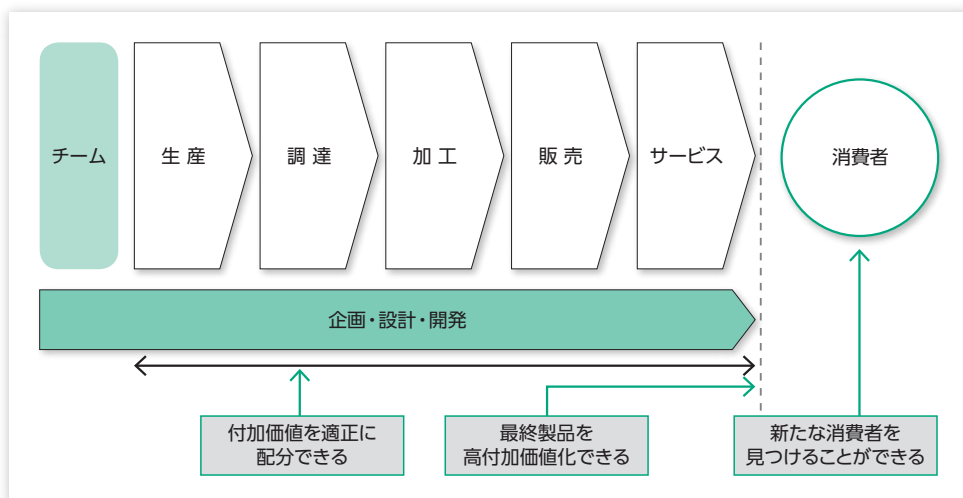 チーム
生産
調達
加工
販売
サービス
消費者
企画・設計・開発
付加価値を適正に
配分できる
最終製品を
高付加価値化できる
新たな消費者を
見つけることができる